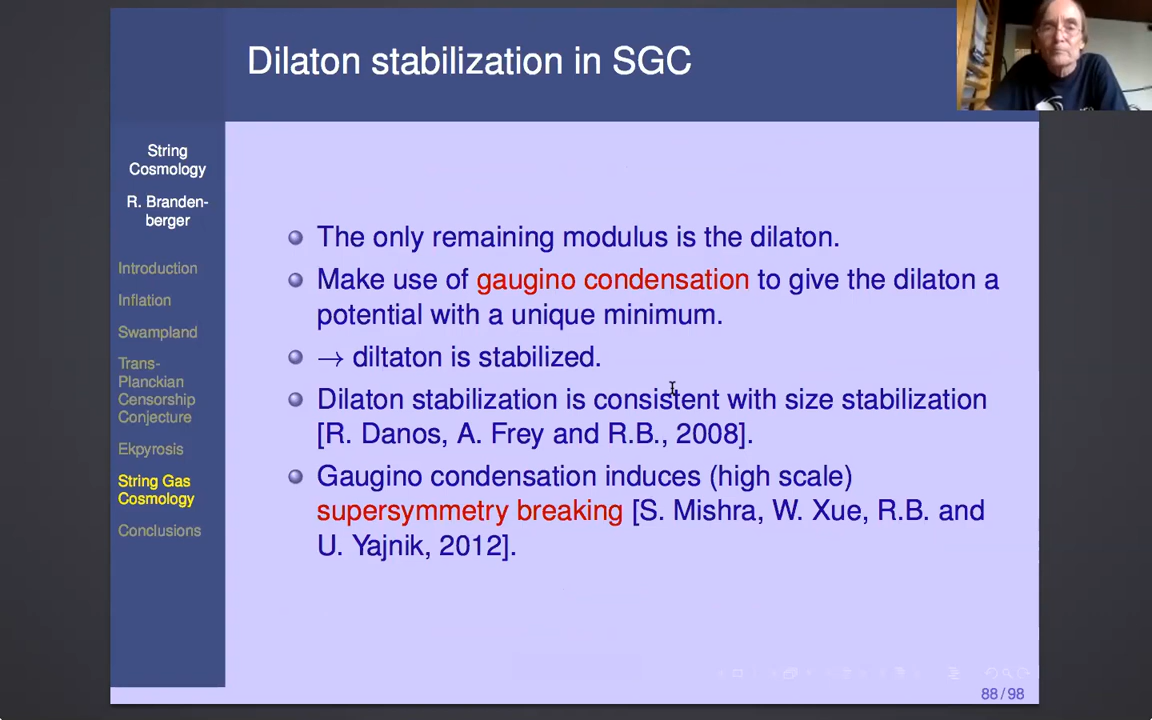 Dilaton stabilization in SGC
String
Cosmology
R. Branden-
berger
Introduction
Inflation
Swampland
Trans-
Planckian
Censorship
Conjecture
Ekpyrosis
String Gas
Cosmology
Conclusions
The only remaining modulus is the dilaton.
Make use of gaugino condensation to give the dilaton a
potential with a unique minimum.
→ diltaton is stabilized.
Dilaton stabilization is consistent with size stabilization
[R. Danos, A. Frey and R.B., 2008].
Gaugino condensation induces (high scale)
supersymmetry breaking [S. Mishra, W. Xue, R.B. and
U. Yajnik, 2012].
88 / 98